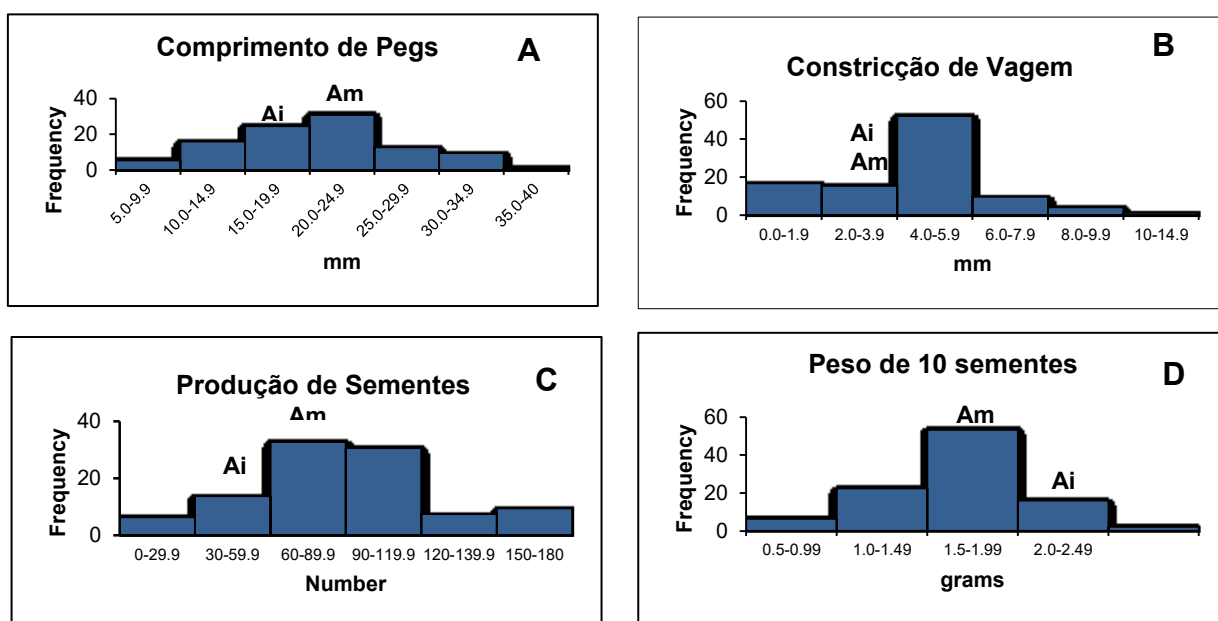 Comprimento de Pegs
A
Frequency
40
20
0
Ai
Am
5.0-9.9
10.0-14.9
15.0-19.9
20.0-24.9
25.0-29.9
30.0-34.9
35.0-40
mm
Constricção de Vagem
B
Frequency
60
40
20
0
Ai
Am
0.0-1.9 2.0-3.9 4.0-5.9 6.0-7.9 8.0-9.9 10-14.9
mm
Produção de Sementes
C
Frequency
40
20
0
Am
Ai
0-29.9 30-59.9 60-89.9 90-119.9 120-139.9 150-180
Number
Peso de 10 sementes
D
Frequency
60
40
20
0
Am
Ai
0.5-0.99 1.0-1.49 1.5-1.99 2.0-2.49
grams